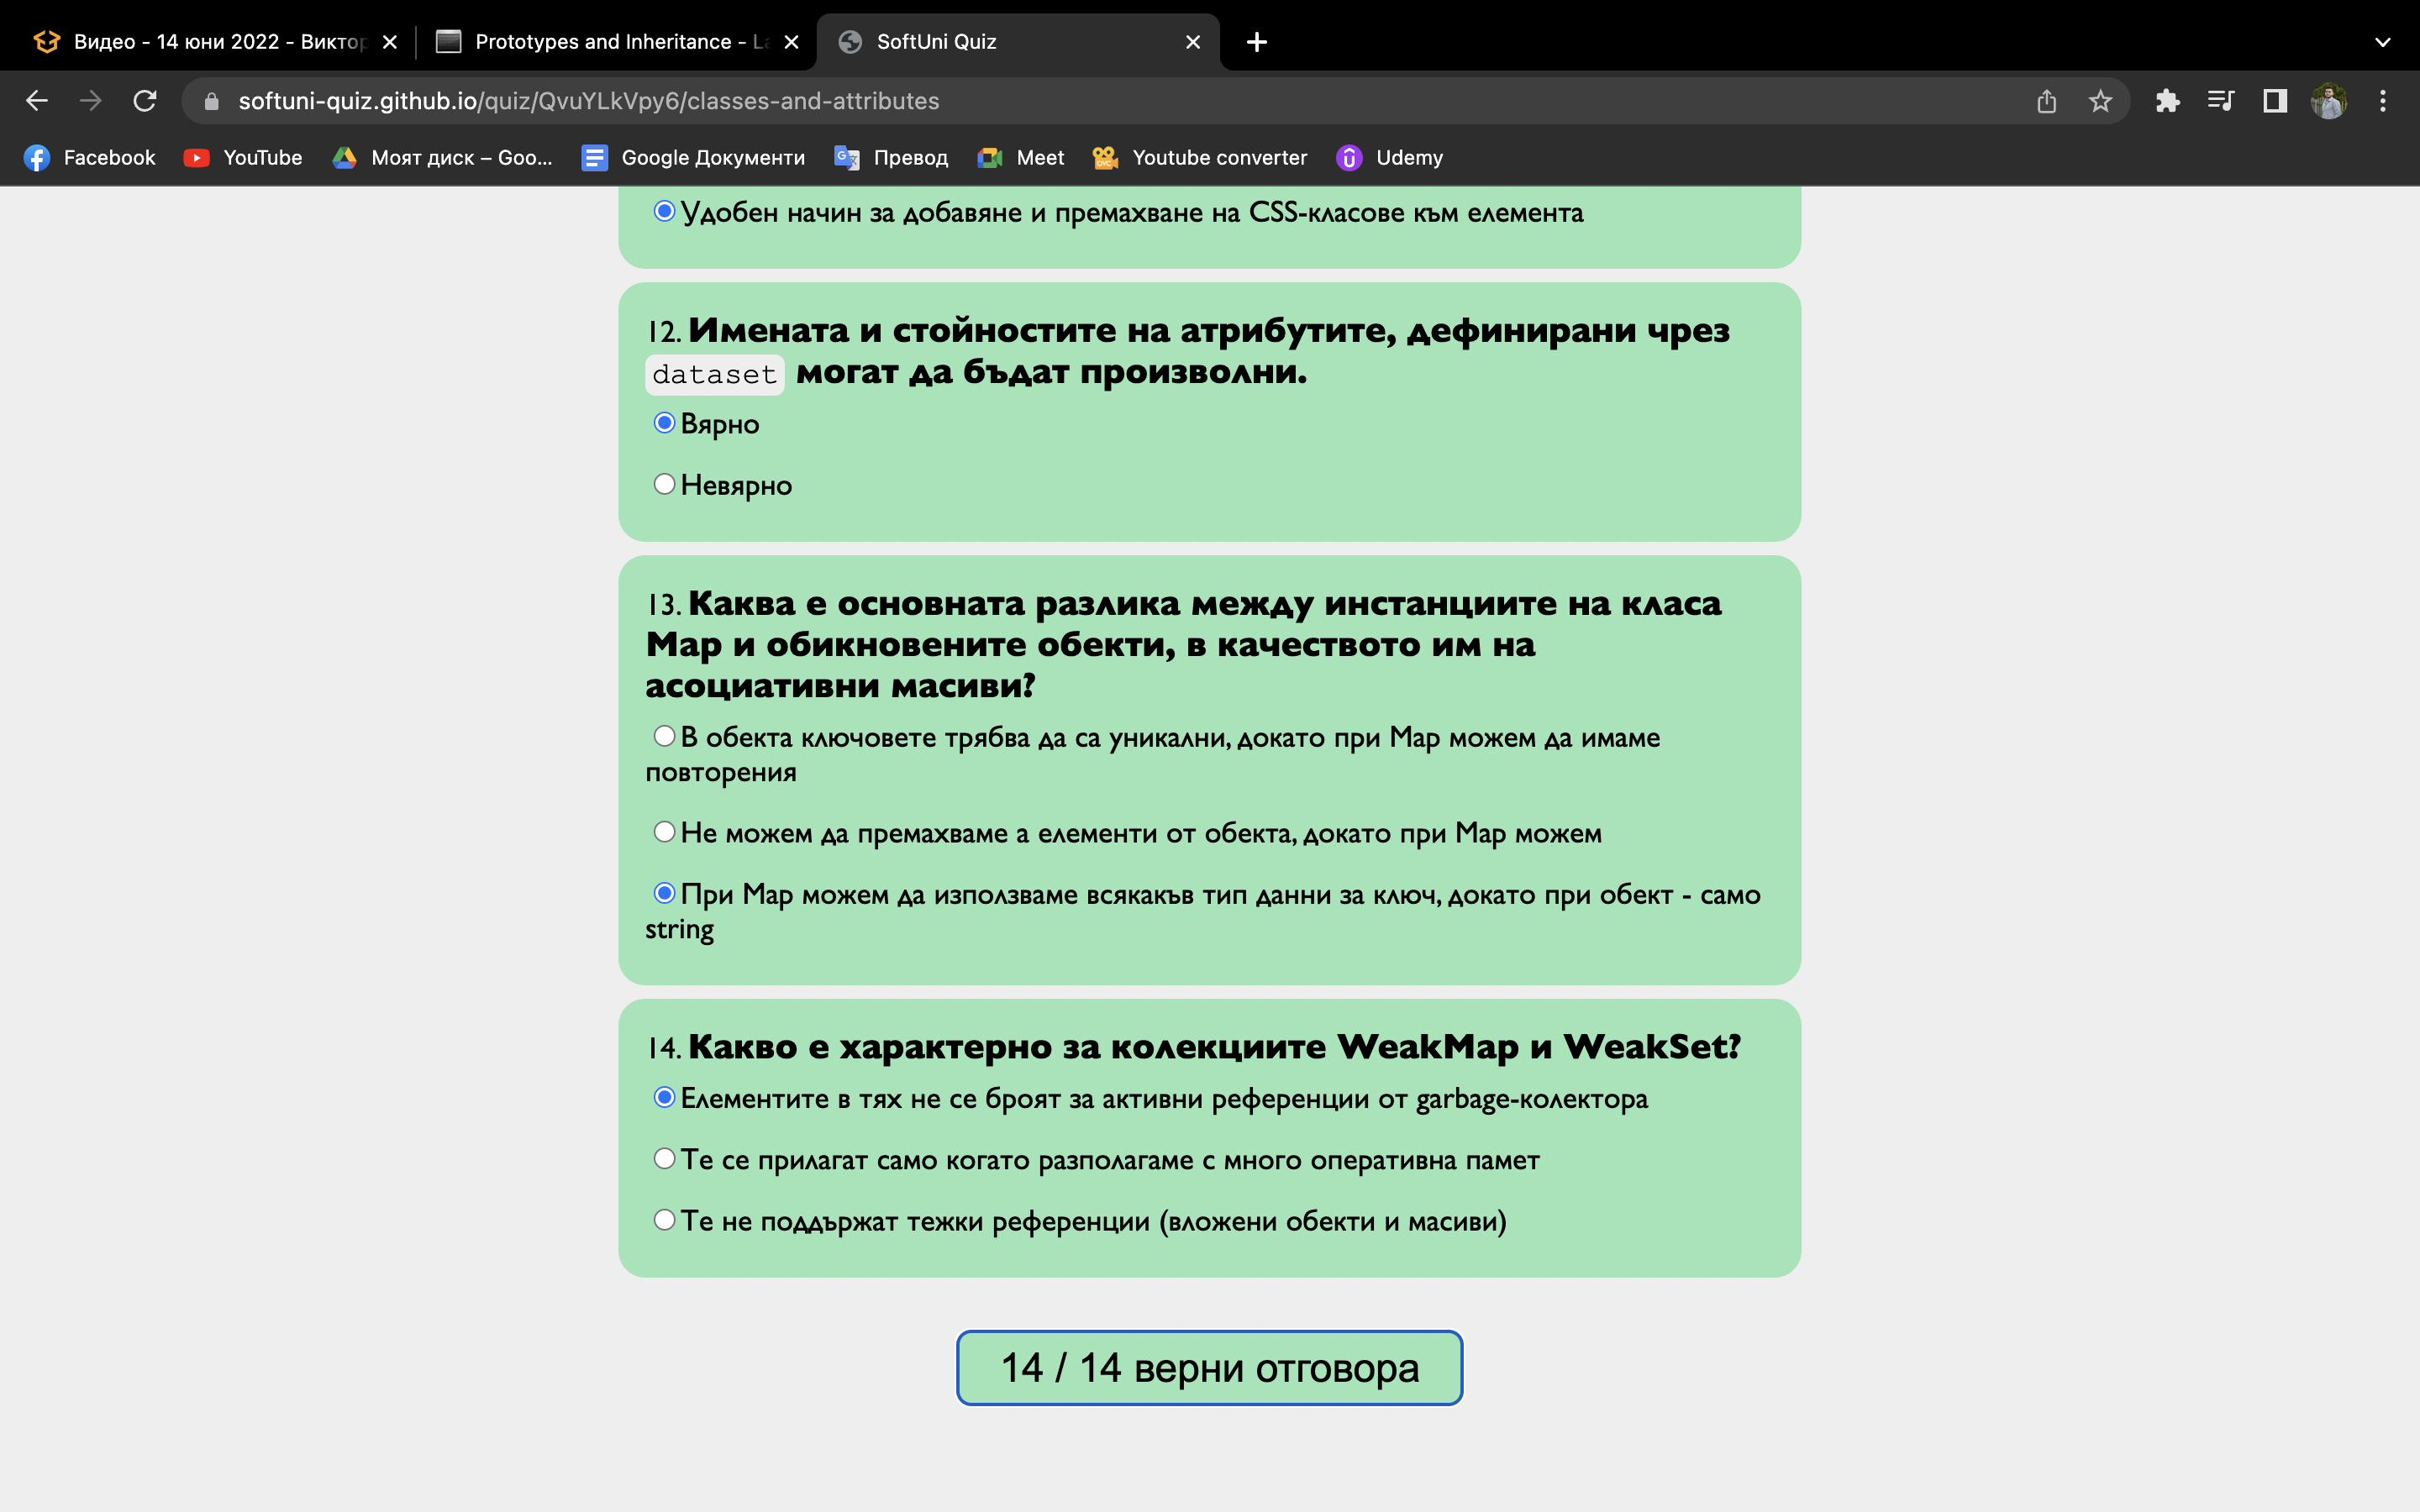 Видео - 14 юни 2022 - Виктор
Prototypes and Inheritance - La
SoftUni Quiz
softuni-quiz.github.io/quiz/QvuYLkVpy6/classes-and-attributes
Facebook YouTube Моят диск – Goo... Google Документи Превод Meet Youtube converter Udemy
Удобен начин за добавяне и премахване на CSS-класове към елемента
12. Имената и стойностите на атрибутите, дефинирани чрез
dataset могат да бъдат произволни.
Вярно
Невярно
13. Каква е основната разлика между инстанциите на класа
Map и обикновените обекти, в качеството им на
асоциативни масиви?
В обекта ключовете трябва да са уникални, докато при Map можем да имаме
повторения
Не можем да премахваме а елементи от обекта, докато при Map можем
При Map можем да използваме всякакъв тип данни за ключ, докато при обект - само
string
14. Какво е характерно за колекциите WeakMap и WeakSet?
Елементите в тях не се броят за активни референции от garbage-колектора
Те се прилагат само когато разполагаме с много оперативна памет
Те не поддържат тежки референции (вложени обекти и масиви)
14 / 14 верни отговора